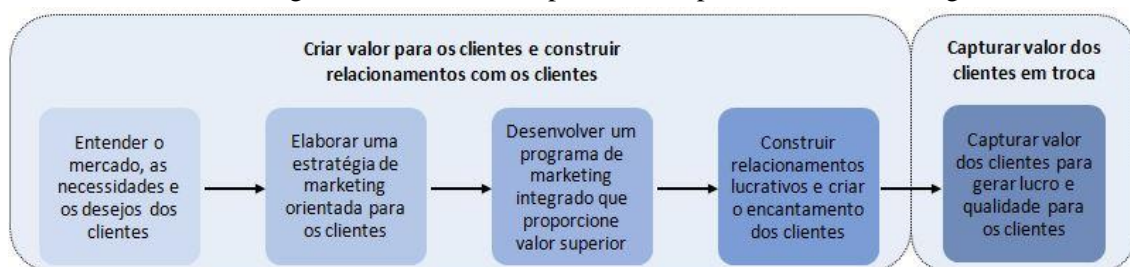 Criar valor para os clientes e construir
relacionamentos com os clientes
Capturar valor dos
clientes em troca
Entender o
mercado, as
necessidades e
os desejos dos
clientes
Elaborar uma
estratégia de
marketing
orientada para
os clientes
Desenvolver um
programa de
marketing
integrado que
proporcione
valor superior
Construir
relacionamentos
lucrativos e criar
o encantamento
dos clientes
Capturar valor
dos clientes para
gerar lucro e
qualidade para
os clientes